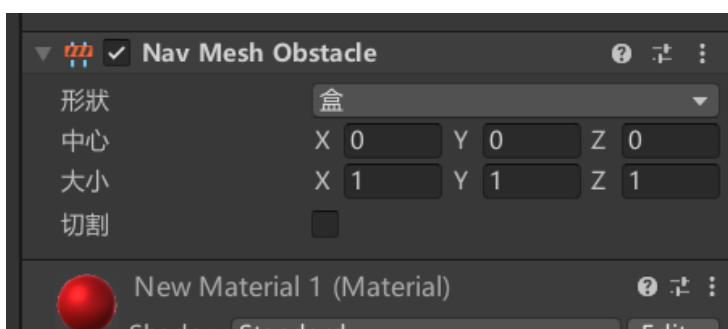 Nav Mesh Obstacle
形狀 盒
中心 X 0 Y 0 Z 0
大小 X 1 Y 1 Z 1
切割
New Material 1 (Material)